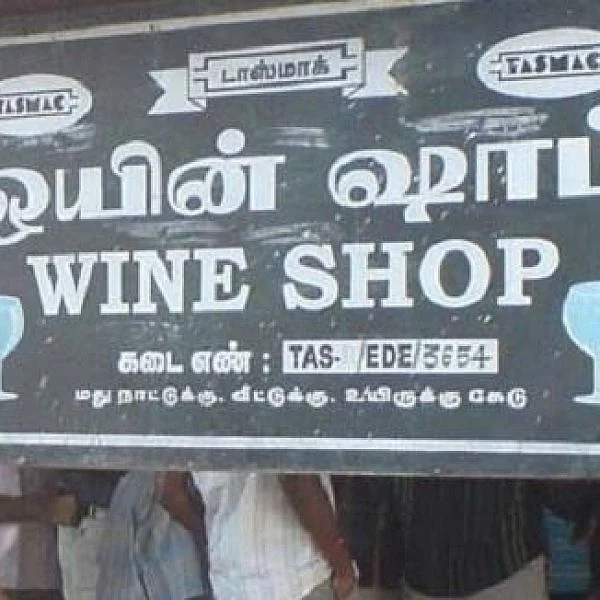 டாஸ்மாக்
TASMAC TASMAC
ஒயின் ஷாப்
WINE SHOP
கடை எண் : TAS- /EDE/3654
மது நாட்டுக்கு. வீட்டுக்கு. உயிருக்கு கேடு